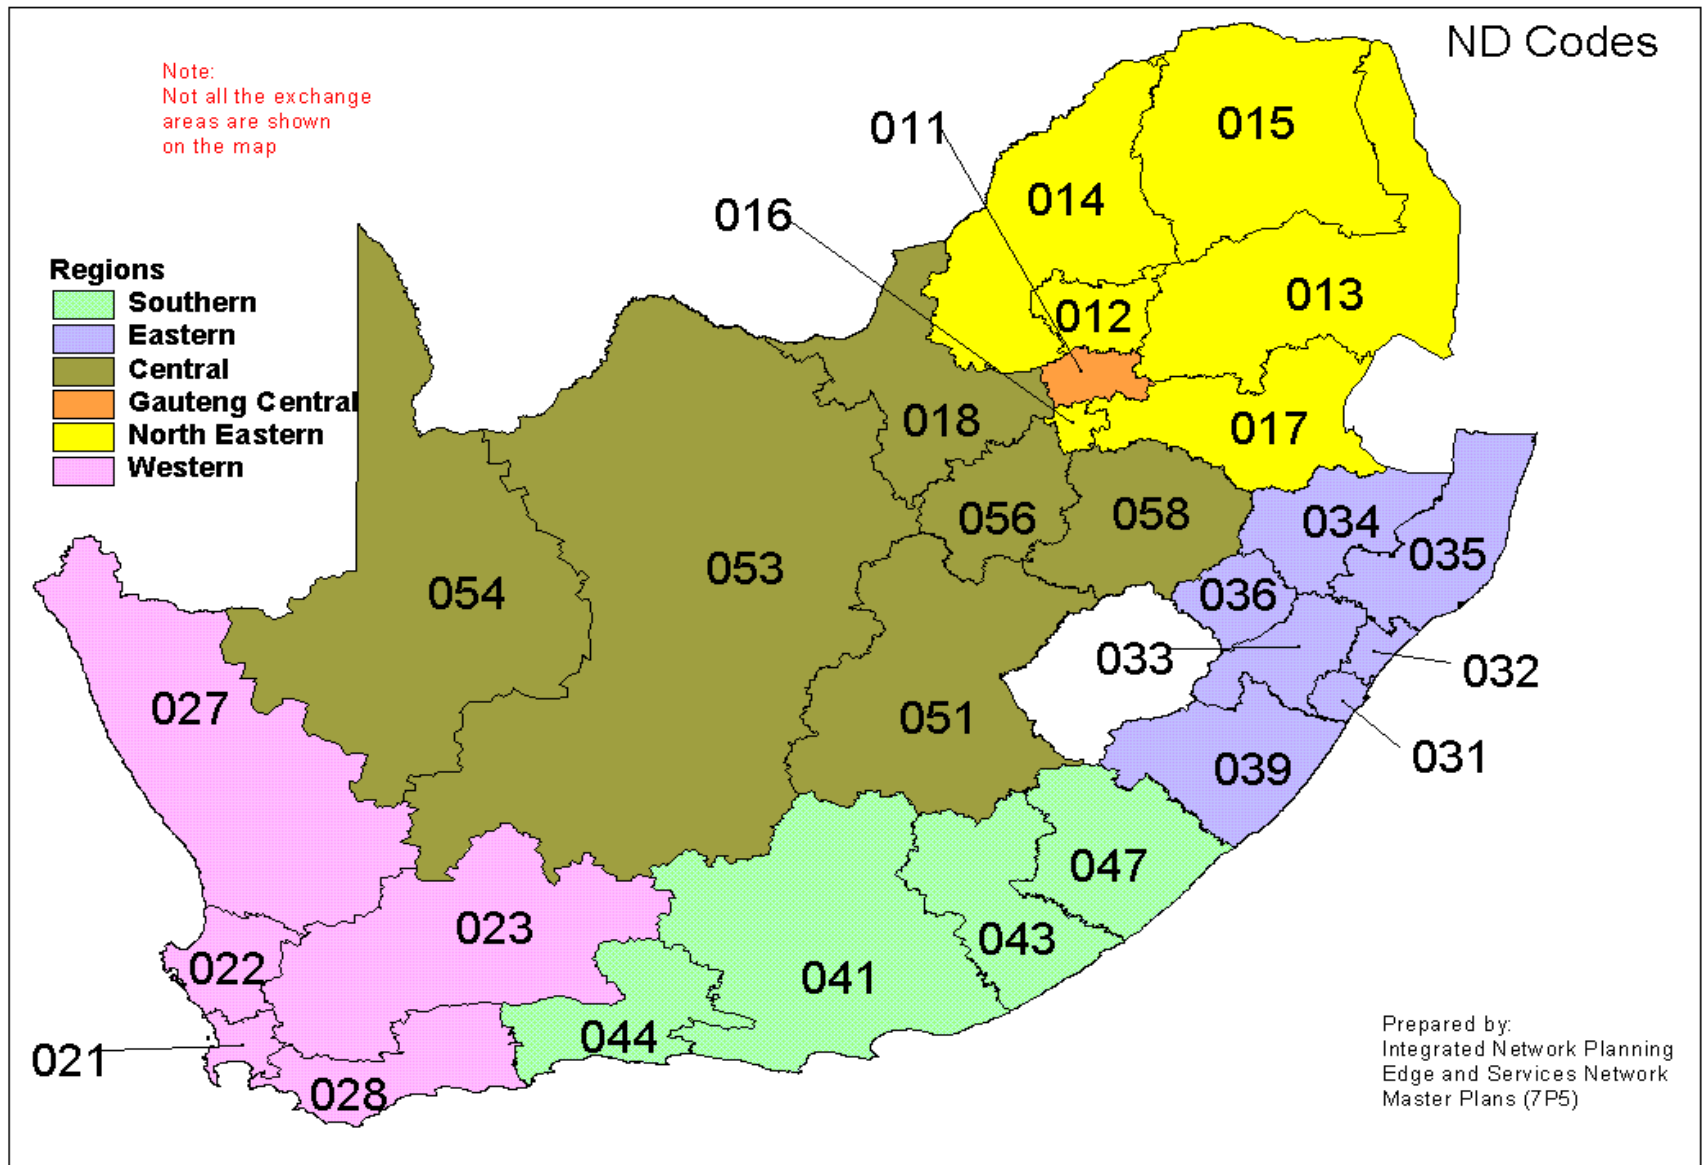 ND Codes
Note:
Not all the exchange
areas are shown
on the map
Regions
Southern
Eastern
Central
Gauteng Central
North Eastern
Western
011
015
014
016
013
012
018
017
056
058
034
035
053
054
036
033
032
027
051
031
039
047
023
043
022
041
044
021
028
Prepared by:
Integrated Network Planning
Edge and Services Network
Master Plans (7P5)